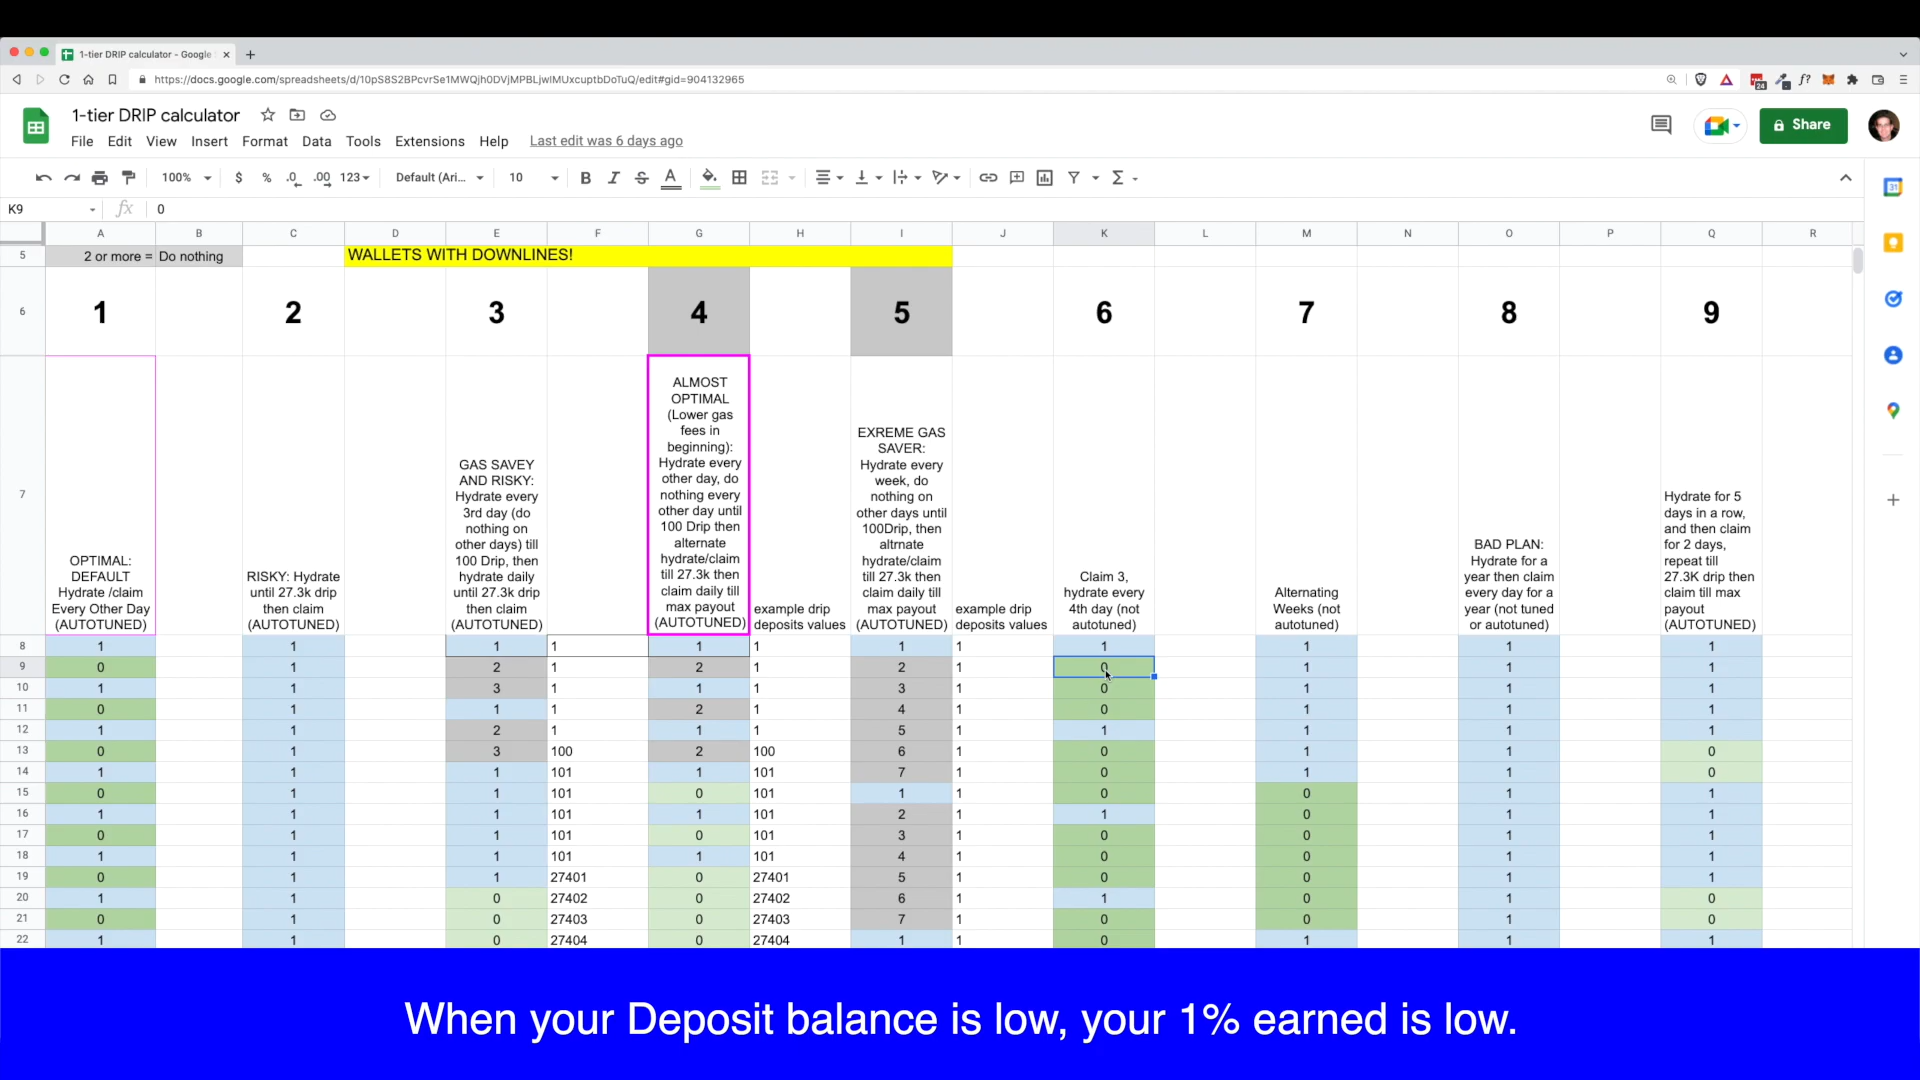 1-tier DRIP calculator - Google
https://docs.google.com/spreadsheets/d/10pS8S2BPcvrSe1MWQjh0DVjMPBLjwIMUxcuptbDoTuQ/edit#gid=904132965
1-tier DRIP calculator
File Edit View Insert Format Data Tools Extensions Help Last edit was 6 days ago
Share
100% $ % .0 .00 123 Default (Ari... 10 B I S A
K9 fx 0
A B C D E F G H I J K L M N O P Q R
5 2 or more = Do nothing WALLETS WITH DOWNLINES!
6 1 2 3 4 5 6 7 8 9
7
OPTIMAL:
DEFAULT
Hydrate /claim
Every Other Day
(AUTOTUNED)
RISKY: Hydrate
until 27.3k drip
then claim
(AUTOTUNED)
GAS SAVEY
AND RISKY:
Hydrate every
3rd day (do
nothing on
other days) till
100 Drip, then
hydrate daily
until 27.3k drip
then claim
(AUTOTUNED)
ALMOST
OPTIMAL
(Lower gas
fees in
beginning):
Hydrate every
other day, do
nothing every
other day until
100 Drip then
alternate
hydrate/claim
till 27.3k then
claim daily till
max payout
(AUTOTUNED)
example drip
deposits values
EXREME GAS
SAVER:
Hydrate every
week, do
nothing on
other days until
100Drip, then
altrnate
hydrate/claim
till 27.3k then
claim daily till
max payout
(AUTOTUNED)
example drip
deposits values
Claim 3,
hydrate every
4th day (not
autotuned)
Alternating
Weeks (not
autotuned)
BAD PLAN:
Hydrate for a
year then claim
every day for a
year (not tuned
or autotuned)
Hydrate for 5
days in a row,
and then claim
for 2 days,
repeat till
27.3K drip then
claim till max
payout
(AUTOTUNED)
8 1 1 1 1 1 1 1 1 1 1 1 1
9 0 1 2 1 2 1 2 1 0 1 1 1
10 1 1 3 1 1 1 3 1 0 1 1 1
11 0 1 1 1 2 1 4 1 0 1 1 1
12 1 1 2 1 1 1 5 1 1 1 1 1
13 0 1 3 100 2 100 6 1 0 1 1 0
14 1 1 1 101 1 101 7 1 0 1 1 0
15 0 1 1 101 0 101 1 1 0 0 1 1
16 1 1 1 101 1 101 2 1 1 0 1 1
17 0 1 1 101 0 101 3 1 0 0 1 1
18 1 1 1 101 1 101 4 1 0 0 1 1
19 0 1 1 27401 0 27401 5 1 0 0 1 1
20 1 1 0 27402 0 27402 6 1 1 0 1 0
21 0 1 0 27403 0 27403 7 1 0 0 1 0
22 1 1 0 27404 0 27404 1 1 0 1 1 1
When your Deposit balance is low, your 1% earned is low.